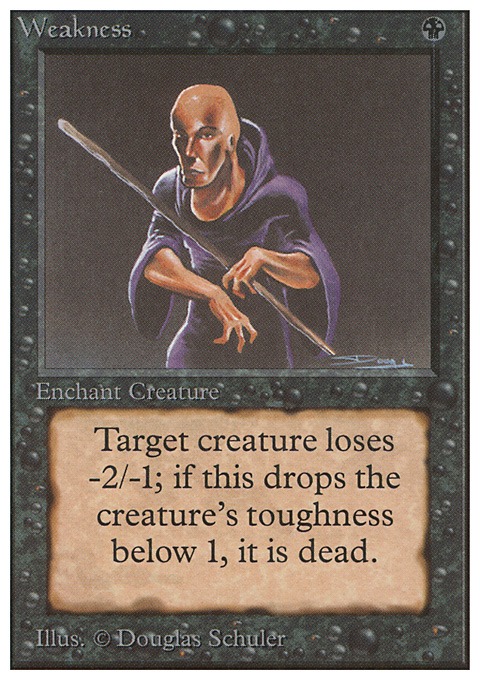 Weakness
Enchant Creature
Target creature loses
-2/-1; if this drops the
creature's toughness
below 1, it is dead.
Illus. © Douglas Schuler